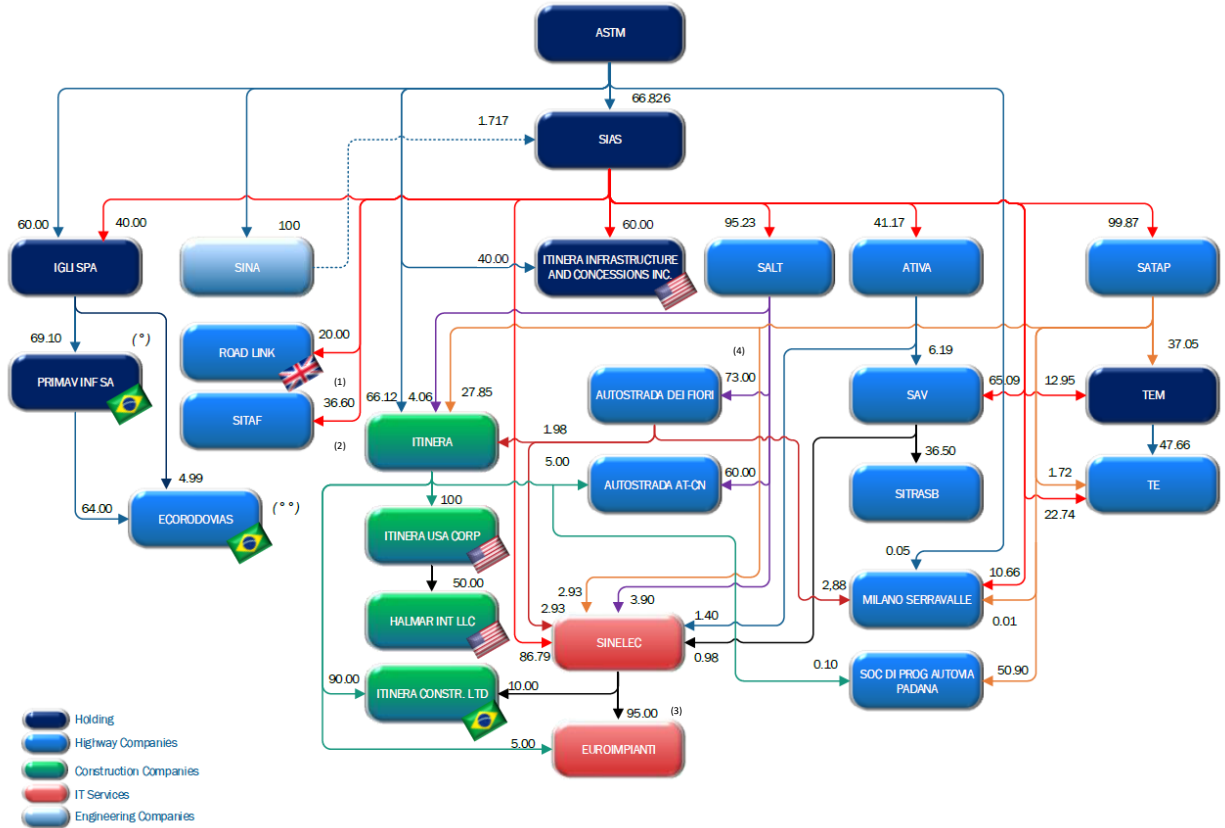 ASTM
66.826
1.717
SIAS
60.00
40.00
100
60.00
95.23
41.17
99.87
IGLI SPA
SINA
40.00
ITINERA INFRASTRUCTURE
AND CONCESSIONS INC.
SALT
ATIVA
SATAP
69.10
(°)
ROAD LINK
20.00
(1)
(4)
6.19
37.05
PRIMAV INF SA
SITAF
36.60
(2)
66.12
4.06
27.85
AUTOSTRADA DEI FIORI
73.00
SAV
65.09
12.95
TEM
ITINERA
1.98
36.50
47.66
5.00
AUTOSTRADA AT-CN
60.00
SITRASB
1.72
TE
22.74
4.99
64.00
ECORODOVIAS
(°°)
100
ITINERA USA CORP
50.00
0.05
10.66
2,88
MILANO SERRAVALLE
0.01
HALMAR INT LLC
2.93
2.93
3.90
1.40
SINELEC
86.79
0.98
0.10
SOC DI PROG AUTOVIA
PADANA
50.90
90.00
ITINERA CONSTR. LTD
10.00
95.00
(3)
5.00
EUROIMPIANTI
Holding
Highway Companies
Construction Companies
IT Services
Engineering Companies